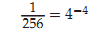 1/256 = 4⁻⁴